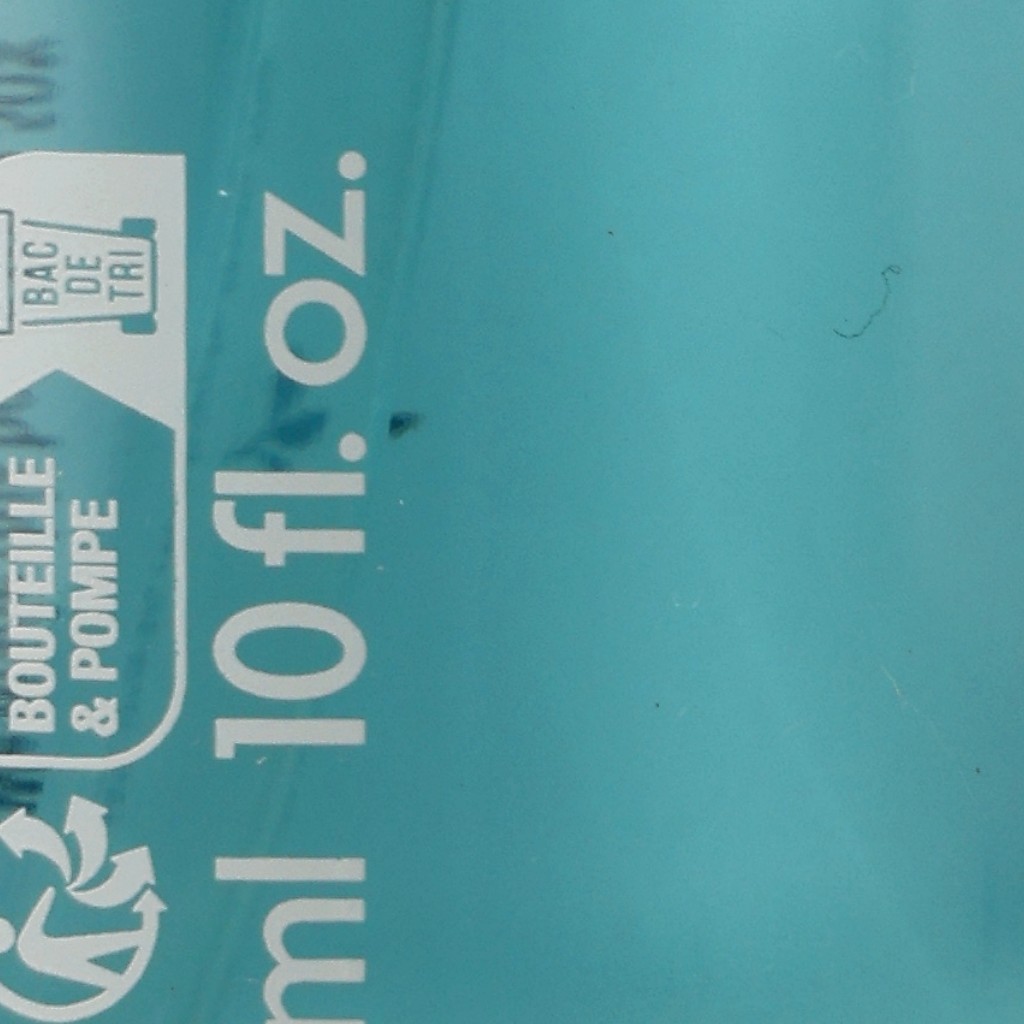 BAC
DE
TRI
BOUTEILLE
& POMPE
ml 10 fl. oz.